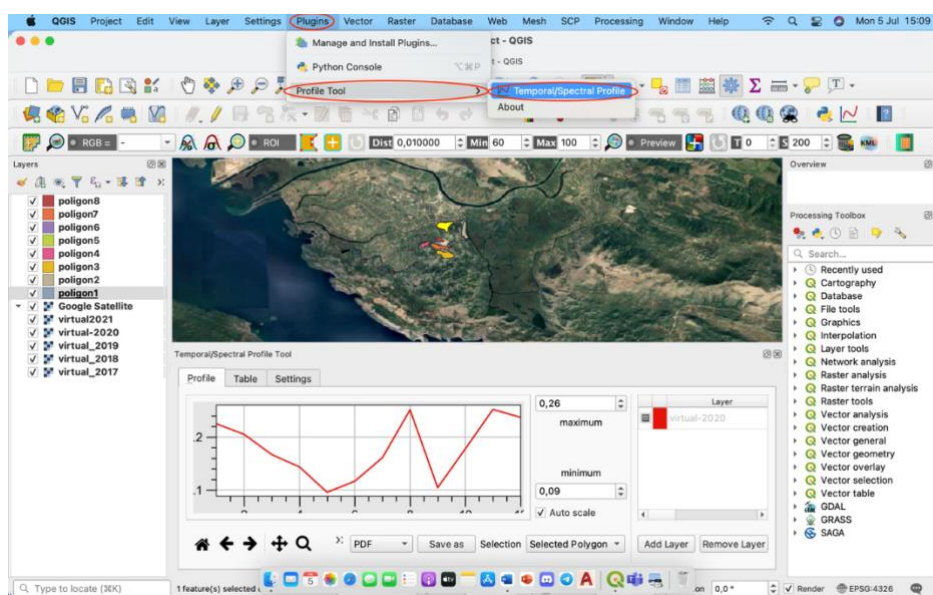 QGIS Project Edit View Layer Settings Plugins Vector Raster Database Web Mesh SCP Processing Window Help Mon 5 Jul 15:09
Manage and Install Plugins...
ct - QGIS
t - QGIS
Python Console ⌥⌘P
Profile Tool
Temporal/Spectral Profile
About
RGB = -
ROI
Dist 0,010000
Min 60
Max 100
Preview
T 0
S 200
KML
Layers
Overview
poligon8
poligon7
poligon6
poligon5
poligon4
poligon3
poligon2
poligon1
Google Satellite
virtual2021
virtual-2020
virtual_2019
virtual_2018
virtual_2017
Processing Toolbox
Search...
Recently used
Cartography
Database
File tools
Graphics
Interpolation
Layer tools
Network analysis
Raster analysis
Raster terrain analysis
Raster tools
Vector analysis
Vector creation
Vector general
Vector geometry
Vector overlay
Vector selection
Vector table
GDAL
GRASS
SAGA
Temporal/Spectral Profile Tool
Profile Table Settings
.2
.1
0,26
maximum
minimum
0,09
Auto scale
Layer
virtual-2020
PDF
Save as
Selection
Selected Polygon
Add Layer
Remove Layer
Type to locate (⌘K)
1 feature(s) selected
on 0,0 °
Render
EPSG:4326